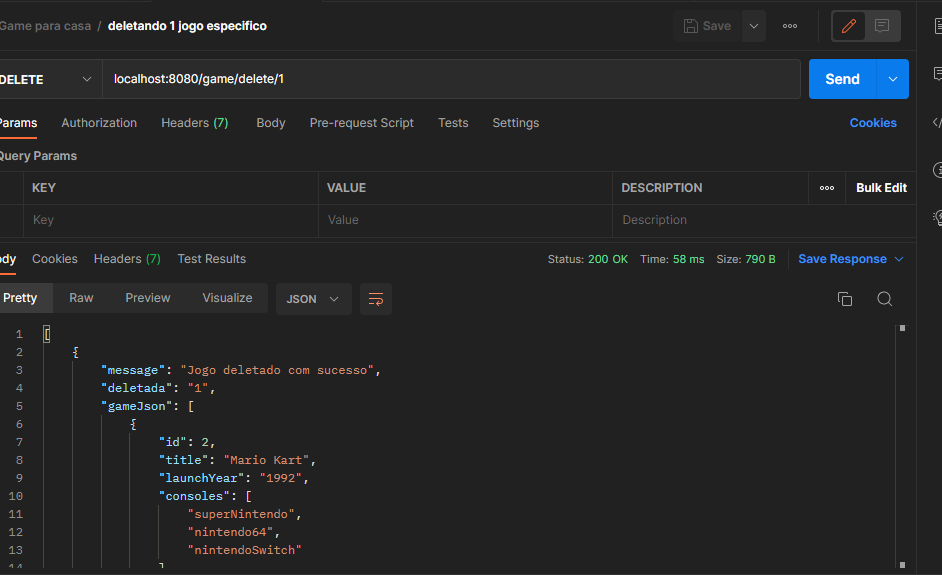 Game para casa / deletando 1 jogo especifico
Save
DELETE
localhost:8080/game/delete/1
Send
Params Authorization Headers (7) Body Pre-request Script Tests Settings Cookies
Query Params
KEY VALUE DESCRIPTION Bulk Edit
Key Value Description
ody Cookies Headers (7) Test Results Status: 200 OK Time: 58 ms Size: 790 B Save Response
Pretty Raw Preview Visualize JSON
1 [
2 {
3 "message": "Jogo deletado com sucesso",
4 "deletada": "1",
5 "gameJson": [
6 {
7 "id": 2,
8 "title": "Mario Kart",
9 "launchYear": "1992",
10 "consoles": [
11 "superNintendo",
12 "nintendo64",
13 "nintendoSwitch"
14 ]